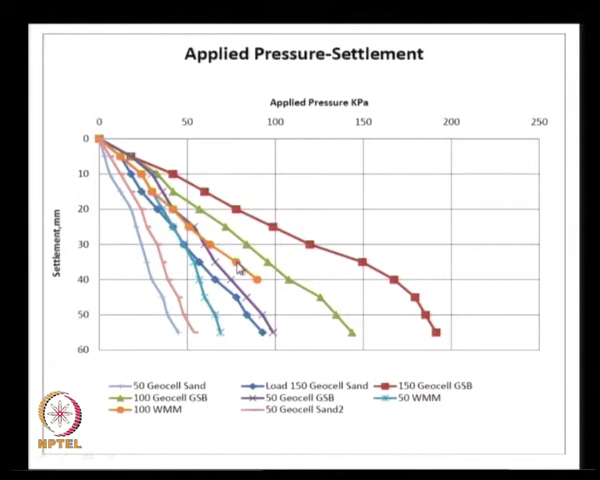 Applied Pressure-Settlement
Applied Pressure KPa
0 50 100 150 200 250
0
10
20
30
40
50
60
Settlement,mm
50 Geocell Sand Load 150 Geocell Sand 150 Geocell GSB
100 Geocell GSB 50 Geocell GSB 50 WMM
100 WMM 50 Geocell Sand2
NPTEL